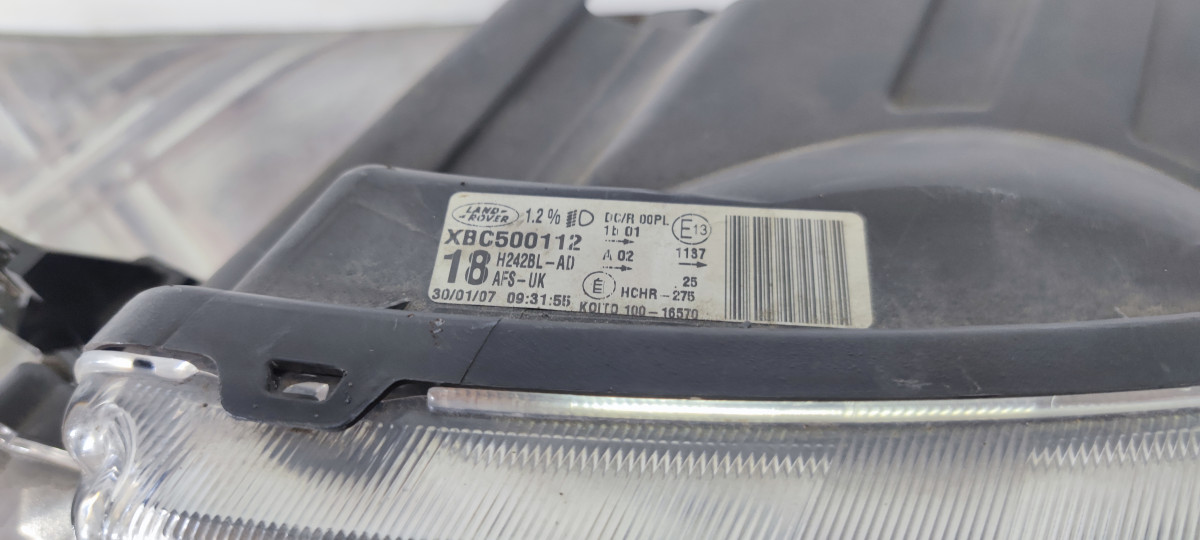 LAND-ROVER 1.2% DC/R 00PL E13
1b 01
XBC500112 A 02 1137
18 H242BL-AD
AFS-UK E HCHR -275 25
30/01/07 09:31:55 KOITO 100-16570